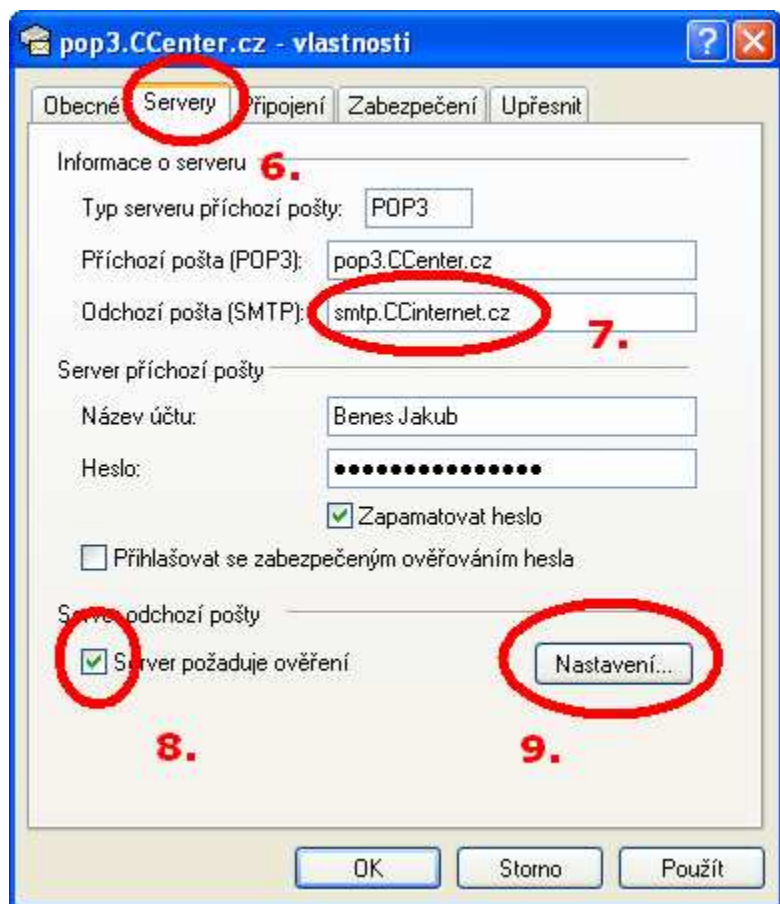 pop3.CCenter.cz - vlastnosti
Obecné Servery Připojení Zabezpečení Upřesnit
Informace o serveru 6.
Typ serveru příchozí pošty: POP3
Příchozí pošta (POP3): pop3.CCenter.cz
Odchozí pošta (SMTP): smtp.CCinternet.cz 7.
Server příchozí pošty
Název účtu: Benes Jakub
Heslo: ●●●●●●●●●●●●●●●
Zapamatovat heslo
Přihlašovat se zabezpečeným ověřováním hesla
Server odchozí pošty
Server požaduje ověření Nastavení...
8. 9.
OK Storno Použít